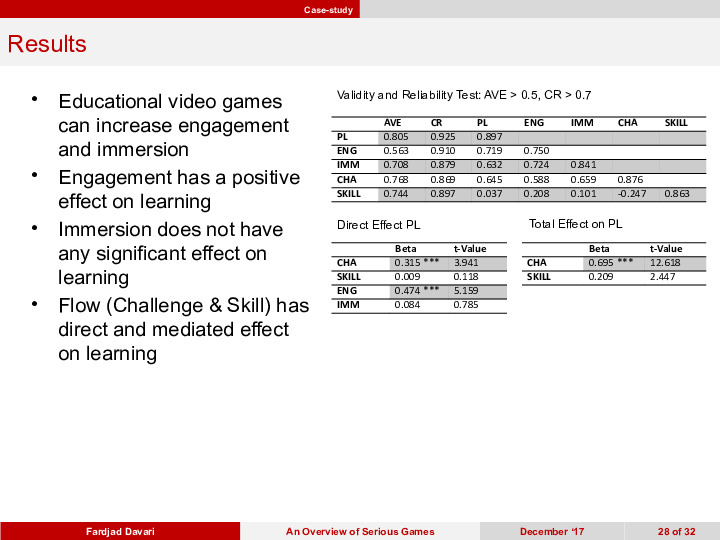 Case-study
Results
• Educational video games
can increase engagement
and immersion
• Engagement has a positive
effect on learning
• Immersion does not have
any significant effect on
learning
• Flow (Challenge & Skill) has
direct and mediated effect
on learning
Validity and Reliability Test: AVE > 0.5, CR > 0.7
AVE CR PL ENG IMM CHA SKILL
PL 0.805 0.925 0.897
ENG 0.563 0.910 0.719 0.750
IMM 0.708 0.879 0.632 0.724 0.841
CHA 0.768 0.869 0.645 0.588 0.659 0.876
SKILL 0.744 0.897 0.037 0.208 0.101 -0.247 0.863
Direct Effect PL
Beta t-Value
CHA 0.315 *** 3.941
SKILL 0.009 0.118
ENG 0.474 *** 5.159
IMM 0.084 0.785
Total Effect on PL
Beta t-Value
CHA 0.695 *** 12.618
SKILL 0.209 2.447
Fardjad Davari An Overview of Serious Games December ‘17 28 of 32